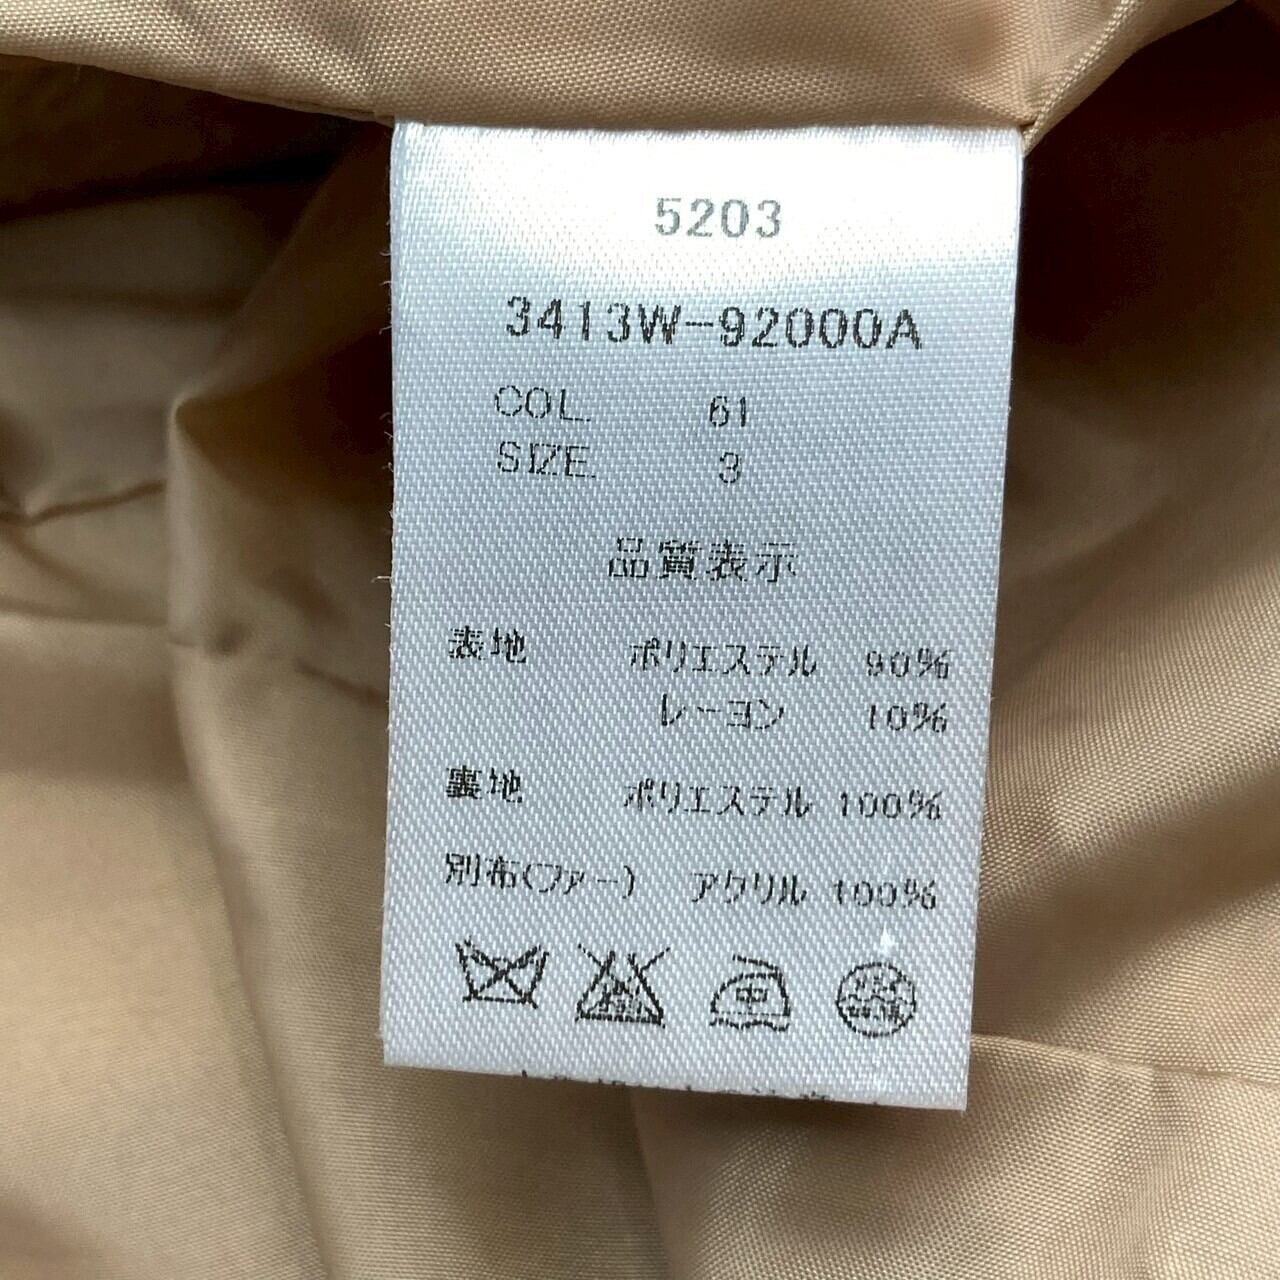 5203
3413W-92000A
COL 61
SIZE 3
品質表示
表地 ポリエステル 90%
レーヨン 10%
裏地 ポリエステル 100%
別布(ファー) アクリル 100%
中